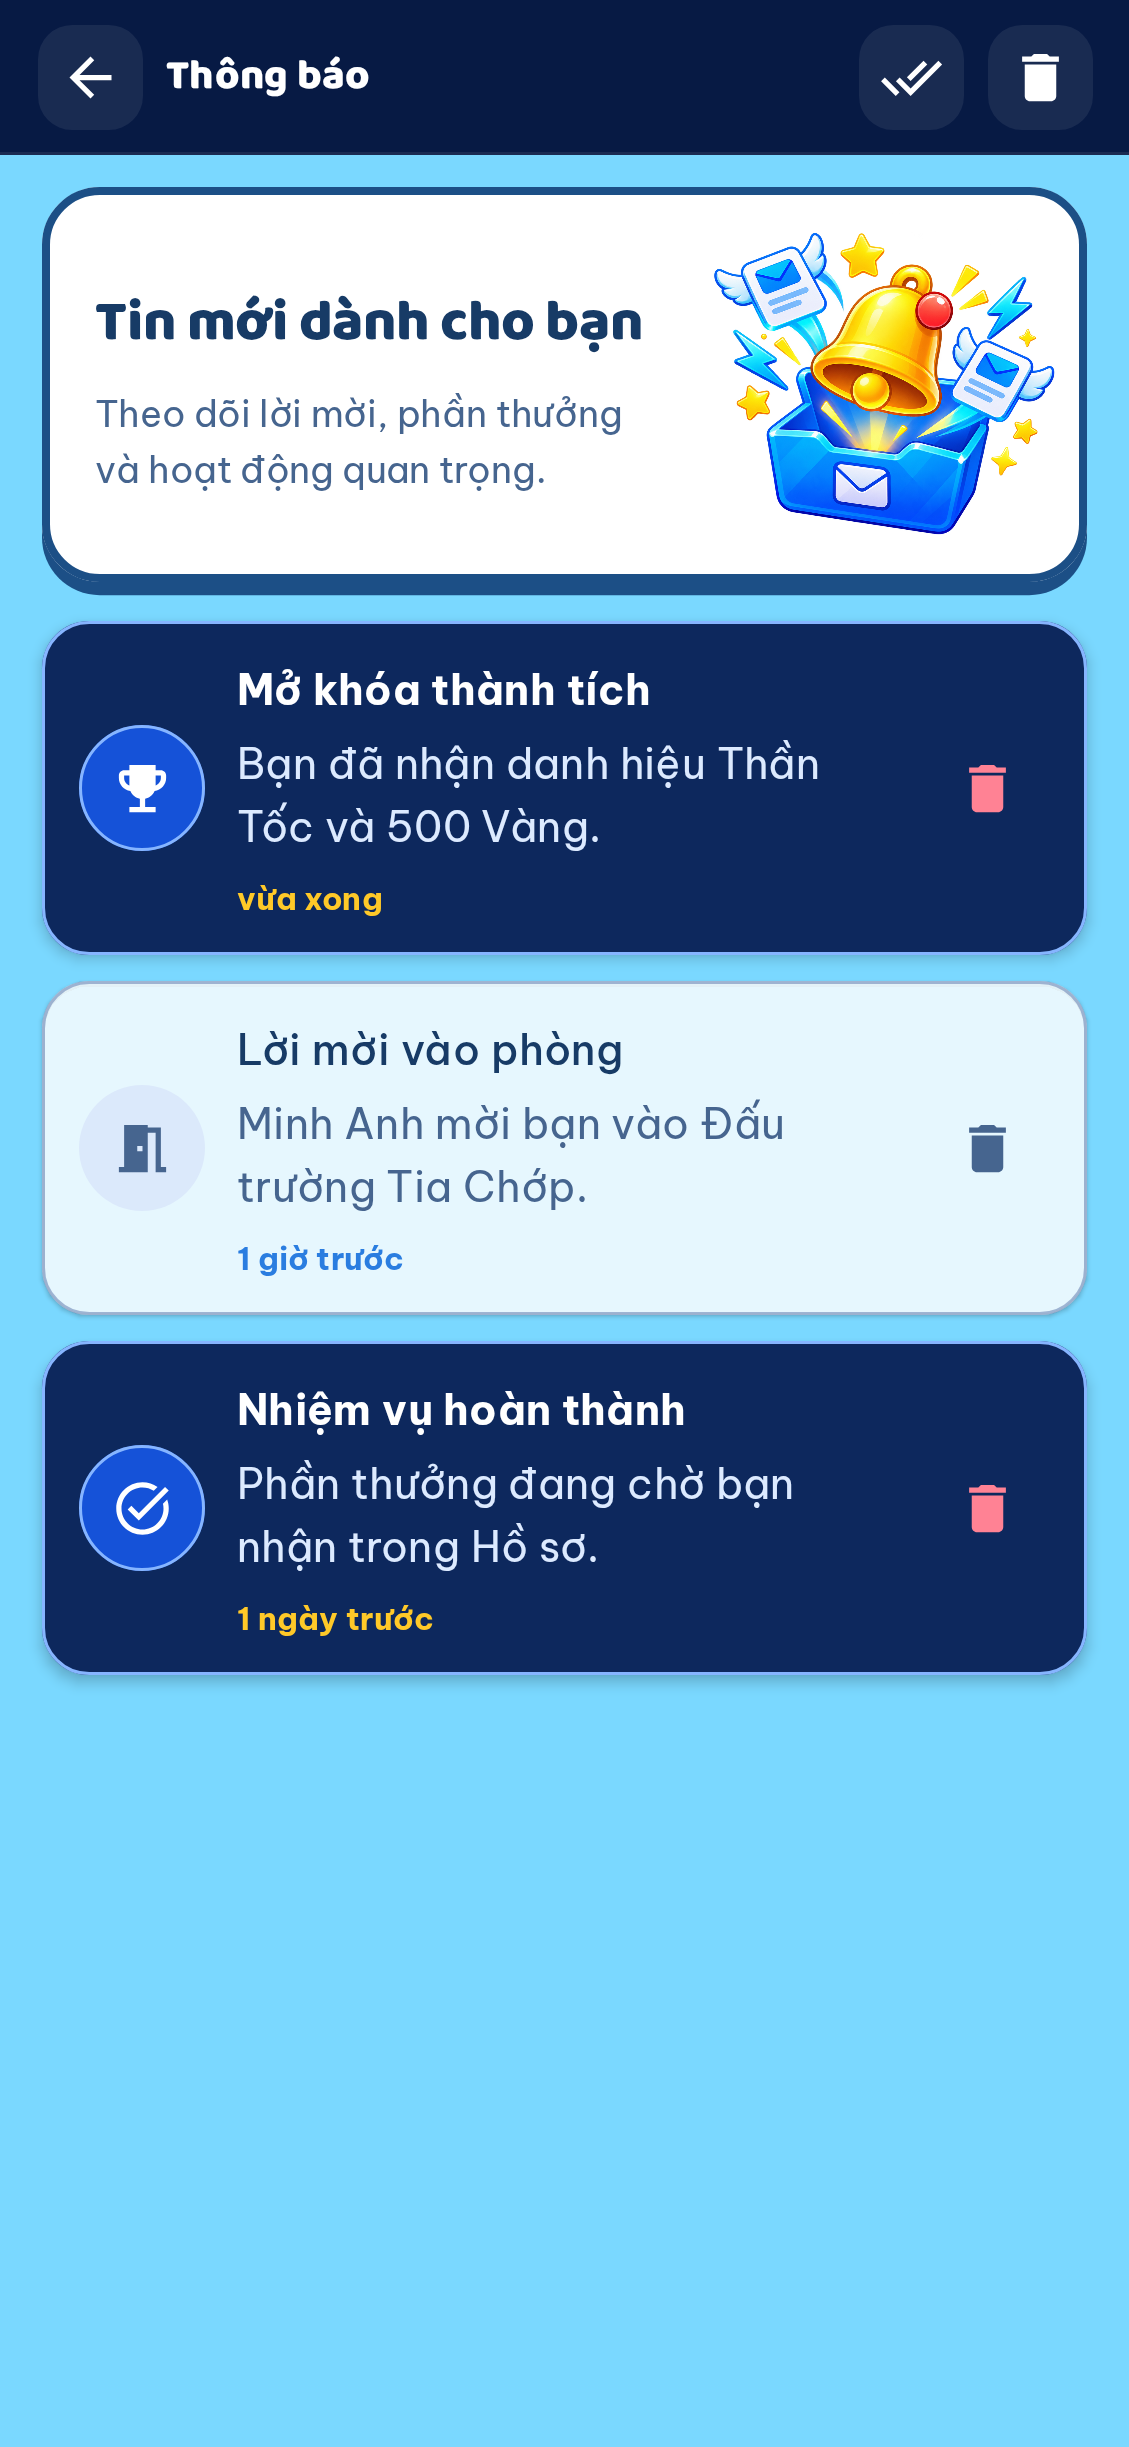 Thông báo
Tin mới dành cho bạn
Theo dõi lời mời, phần thưởng
và hoạt động quan trọng.
Mở khóa thành tích
Bạn đã nhận danh hiệu Thần
Tốc và 500 Vàng.
vừa xong
Lời mời vào phòng
Minh Anh mời bạn vào Đấu
trường Tia Chớp.
1 giờ trước
Nhiệm vụ hoàn thành
Phần thưởng đang chờ bạn
nhận trong Hồ sơ.
1 ngày trước